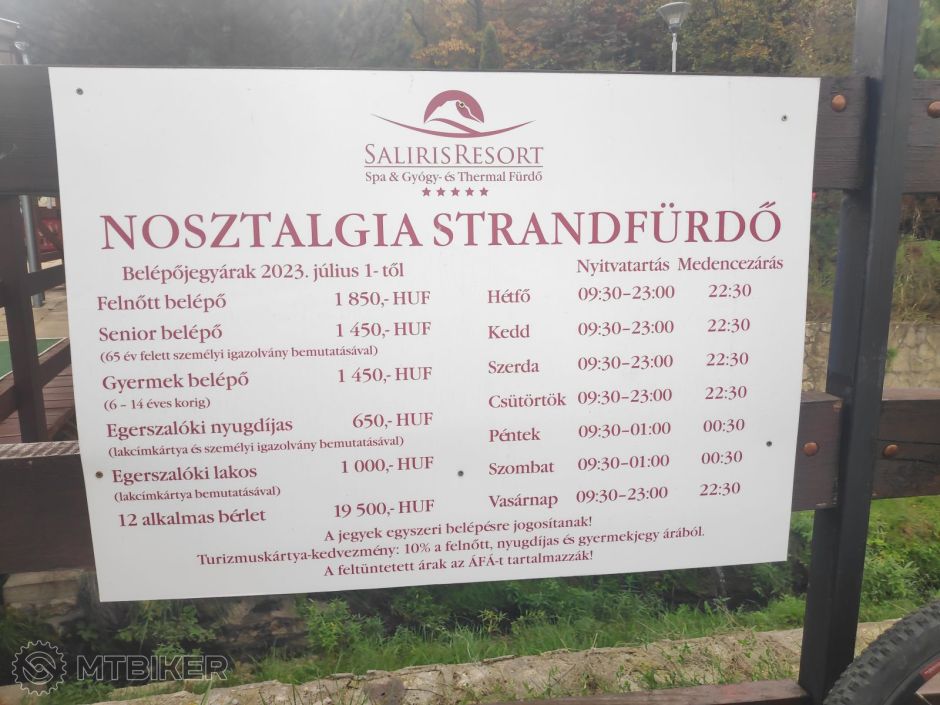 SALIRIS RESORT
Spa & Gyógy- és Thermal Fürdő
NOSZTALGIA STRANDFÜRDŐ
Belépőjegyárak 2023. július 1- től
Felnőtt belépő 1 850,- HUF
Senior belépő 1 450,- HUF
(65 év felett személyi igazolvány bemutatásával)
Gyermek belépő 1 450,- HUF
(6 – 14 éves korig)
Egerszalóki nyugdíjas 650,- HUF
(lakcímkártya és személyi igazolvány bemutatásával)
Egerszalóki lakos 1 000,- HUF
(lakcímkártya bemutatásával)
12 alkalmas bérlet 19 500,- HUF
Nyitvatartás Medencezárás
Hétfő 09:30–23:00 22:30
Kedd 09:30–23:00 22:30
Szerda 09:30–23:00 22:30
Csütörtök 09:30–23:00 22:30
Péntek 09:30–01:00 00:30
Szombat 09:30–01:00 00:30
Vasárnap 09:30–23:00 22:30
A jegyek egyszeri belépésre jogosítanak!
Turizmuskártya-kedvezmény: 10% a felnőtt, nyugdíjas és gyermekjegy árából.
A feltüntetett árak az ÁFÁ-t tartalmazzák!
MTBIKER